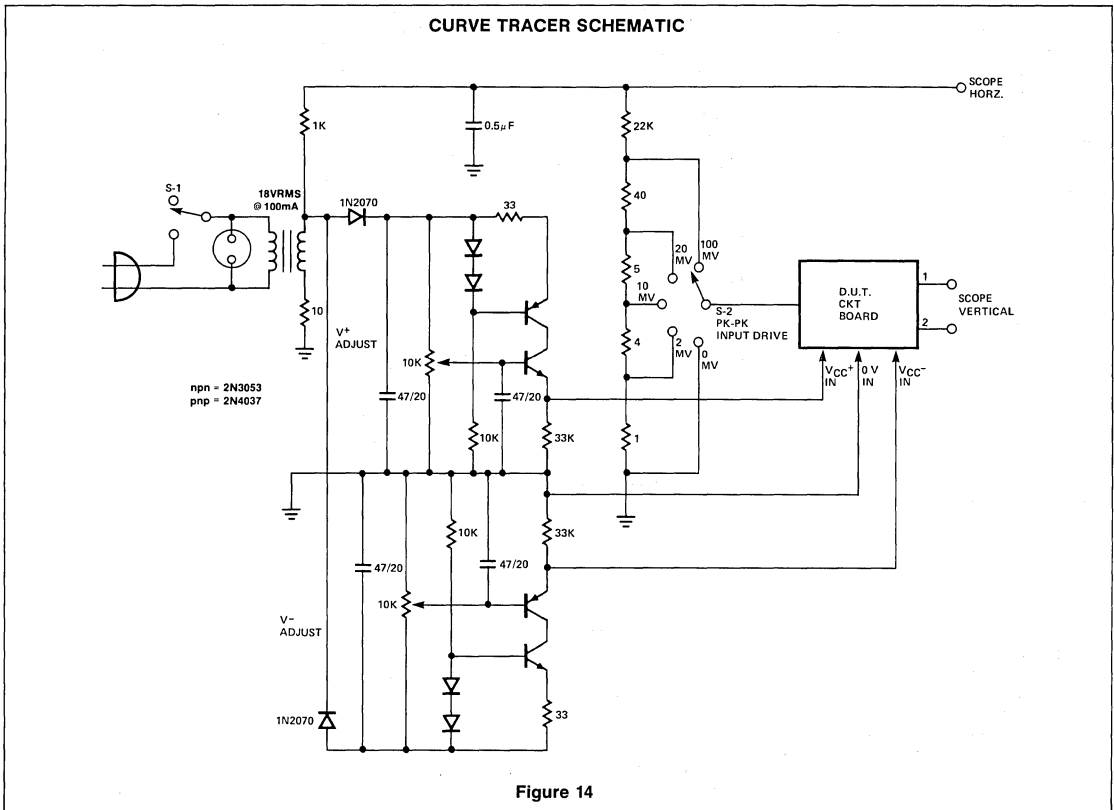 CURVE TRACER SCHEMATIC
SCOPE
HORZ.
1K
0.5μF
22K
S-1
18VRMS
@ 100mA
1N2070
33
40
20
MV
100
MV
5
10
MV
S-2
PK-PK
INPUT DRIVE
D.U.T.
CKT
BOARD
1
2
SCOPE
VERTICAL
10
V+
ADJUST
10K
4
2
MV
0
MV
VCC+
IN
0 V
IN
VCC-
IN
npn = 2N3053
pnp = 2N4037
47/20
47/20
10K
33K
1
10K
33K
47/20
47/20
10K
V-
ADJUST
1N2070
33
Figure 14